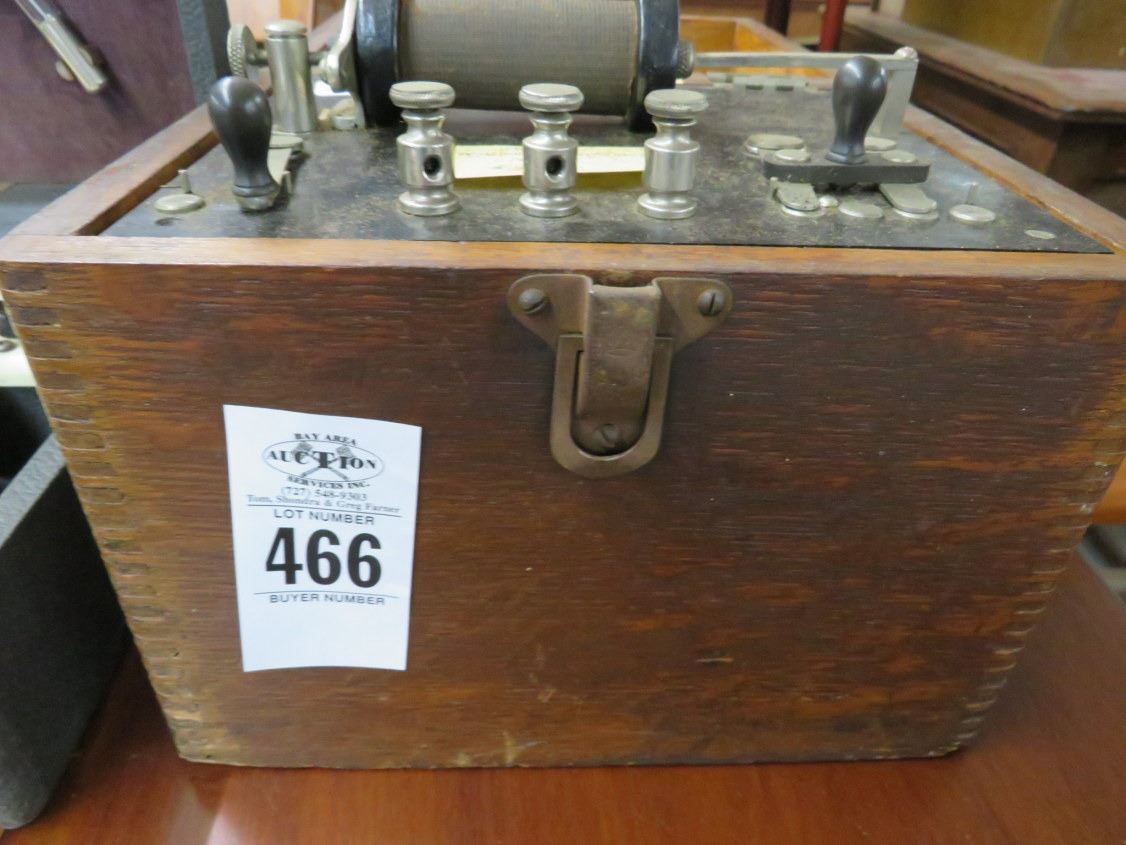 BAY AREA
AUCTION
SERVICES INC.
(727) 548-9303
Tom, Shondra & Greg Farner
LOT NUMBER
466
BUYER NUMBER